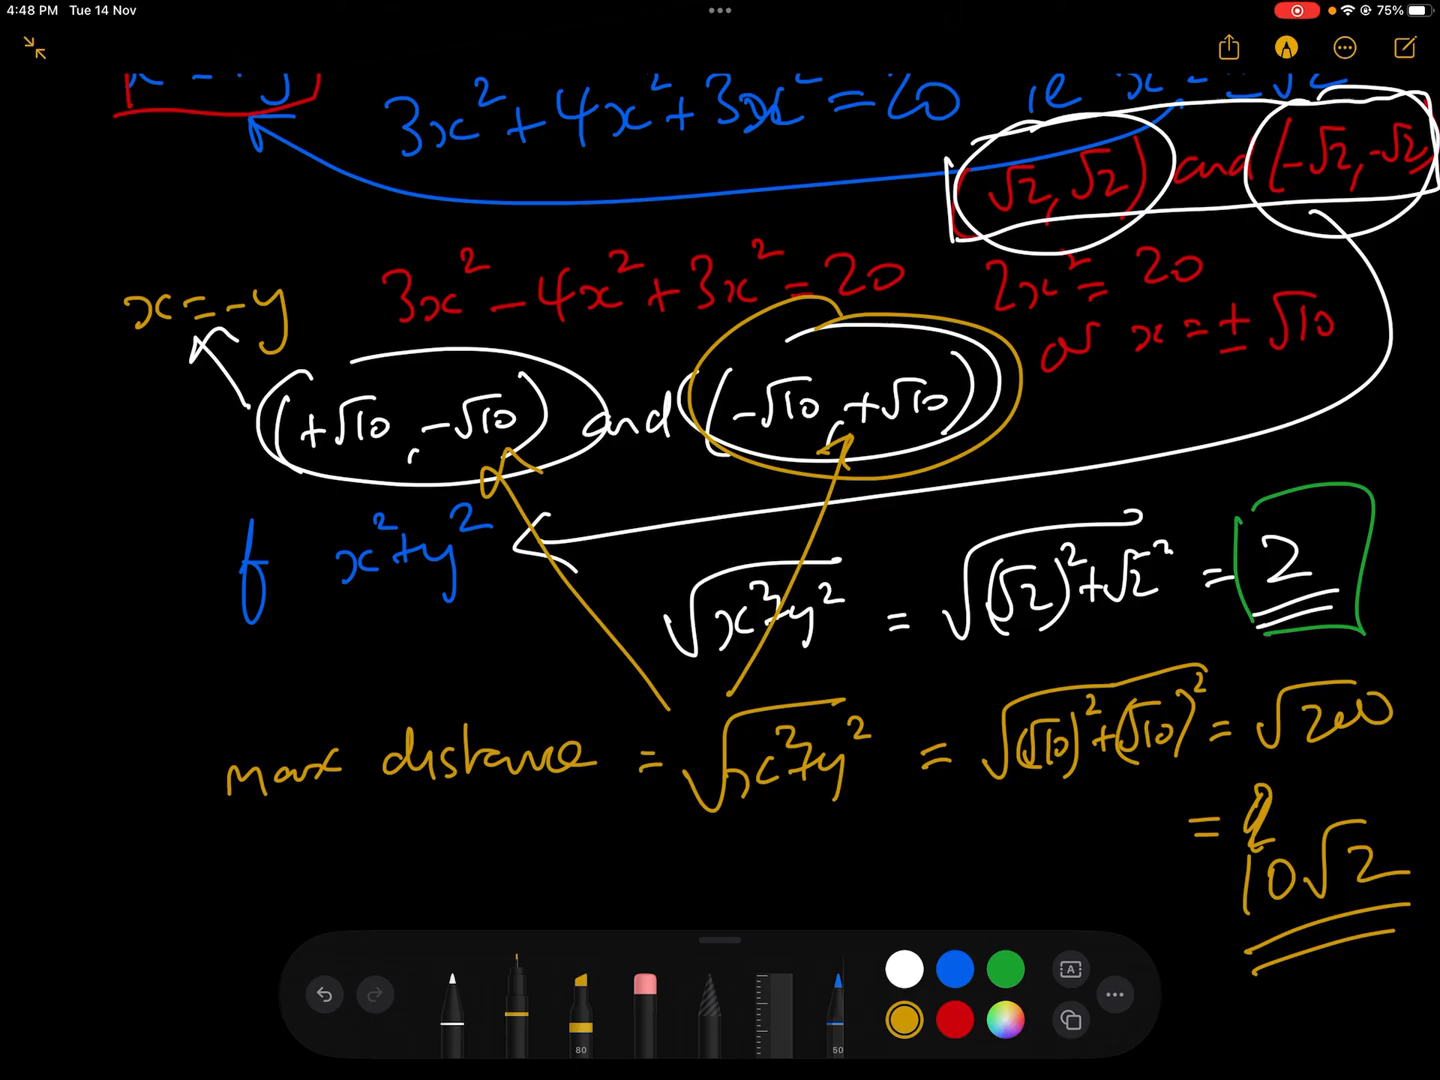 4:48 PM Tue 14 Nov
75%
3x²+4x²+3x²=20 ie
(√2, √2) and (-√2, -√2)
x=-y
3x²-4x²+3x²=20
2x²=20
or x=±√10
(+√10, -√10) and (-√10, +√10)
f x²+y²
√x²+y² = √(√2)²+√2² = 2
max distance = √x²+y² = √(√10)²+(√10)² = √200
= 10√2
80
50
A